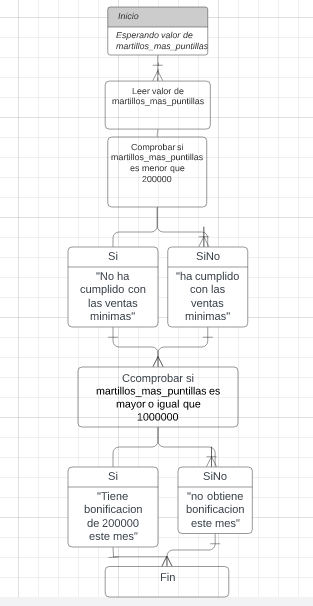 Inicio
Esperando valor de
martillos_mas_puntillas
Leer valor de
martillos_mas_puntillas
Comprobar si
martillos_mas_puntillas
es menor que
200000
Si
"No ha
cumplido con
las ventas
minimas"
SiNo
"ha cumplido
con las
ventas
minimas"
Ccomprobar si
martillos_mas_puntillas es
mayor o igual que
1000000
Si
"Tiene
bonificacion
de 200000
este mes"
SiNo
"no obtiene
bonificacion
este mes"
Fin